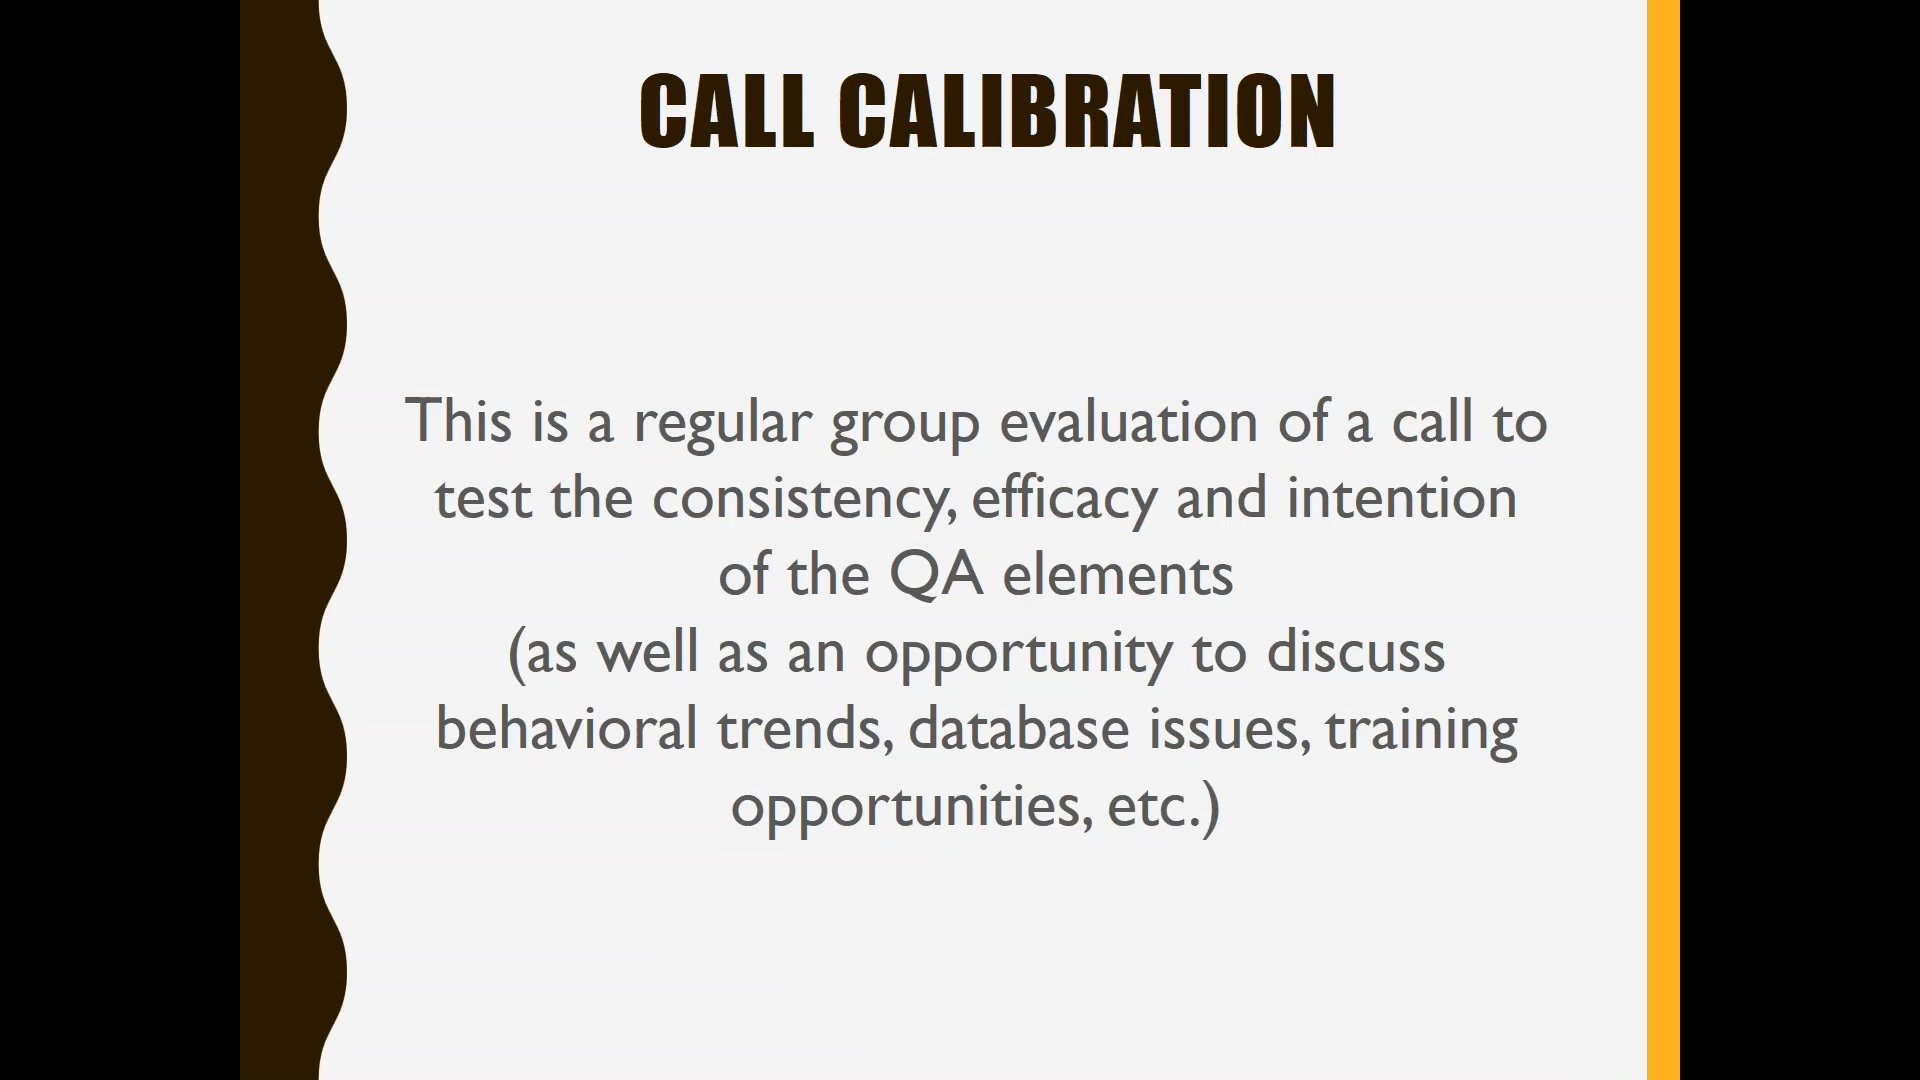 CALL CALIBRATION
This is a regular group evaluation of a call to
test the consistency, efficacy and intention
of the QA elements
(as well as an opportunity to discuss
behavioral trends, database issues, training
opportunities, etc.)